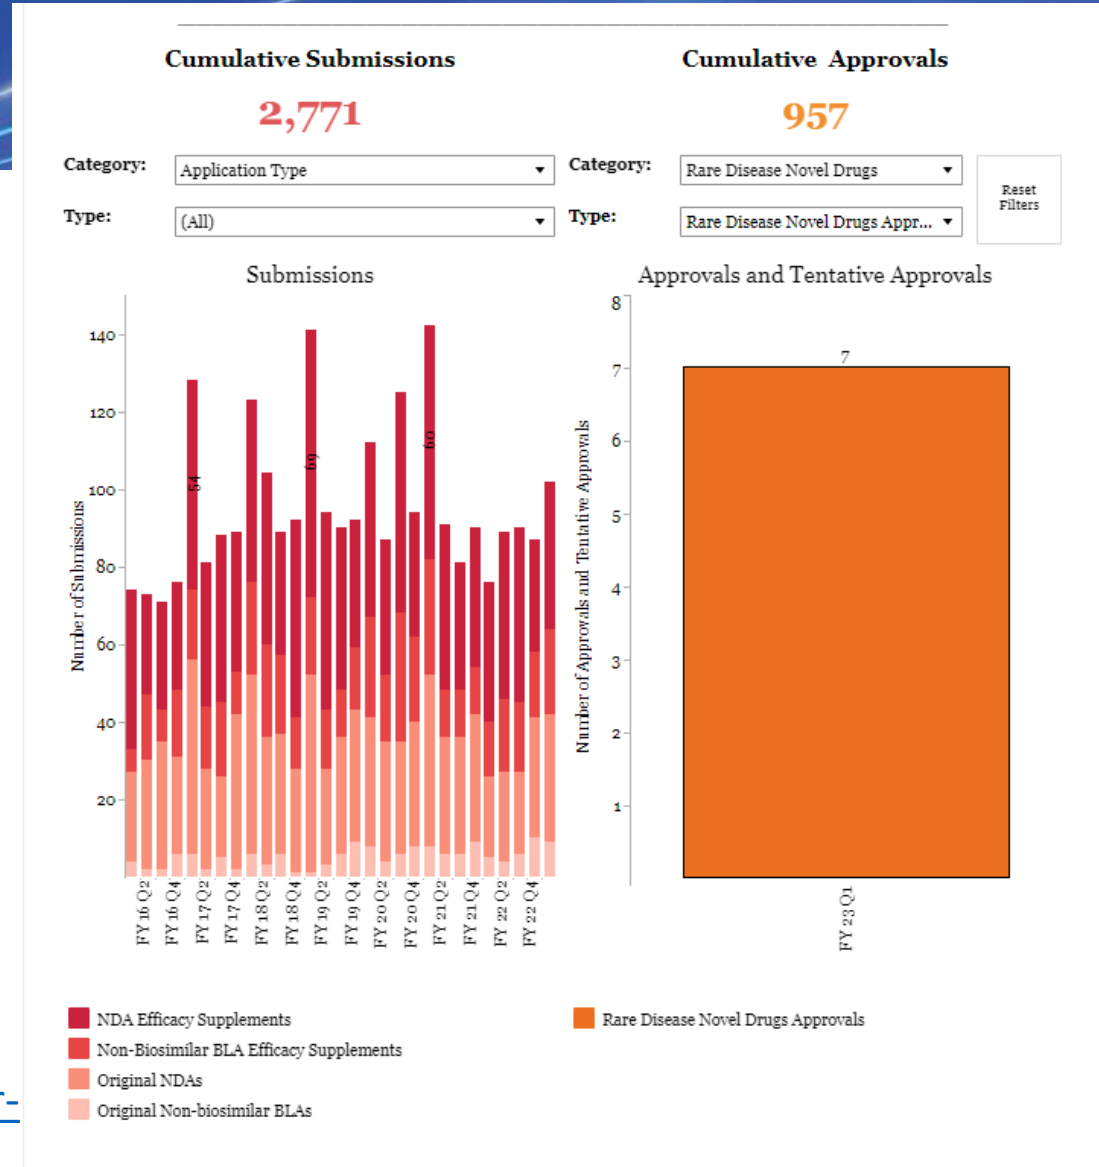 Cumulative Submissions
2,771
Category:
Application Type
Type:
(All)
Cumulative Approvals
957
Category:
Rare Disease Novel Drugs
Type:
Rare Disease Novel Drugs Appr...
Reset
Filters
Submissions
Number of Submissions
140
120
100
80
60
40
20
54
69
60
FY 16 Q2
FY 16 Q4
FY 17 Q2
FY 17 Q4
FY 18 Q2
FY 18 Q4
FY 19 Q2
FY 19 Q4
FY 20 Q2
FY 20 Q4
FY 21 Q2
FY 21 Q4
FY 22 Q2
FY 22 Q4
NDA Efficacy Supplements
Non-Biosimilar BLA Efficacy Supplements
Original NDAs
Original Non-biosimilar BLAs
Approvals and Tentative Approvals
Number of Approvals and Tentative Approvals
8
7
6
5
4
3
2
1
7
FY 23 Q1
Rare Disease Novel Drugs Approvals